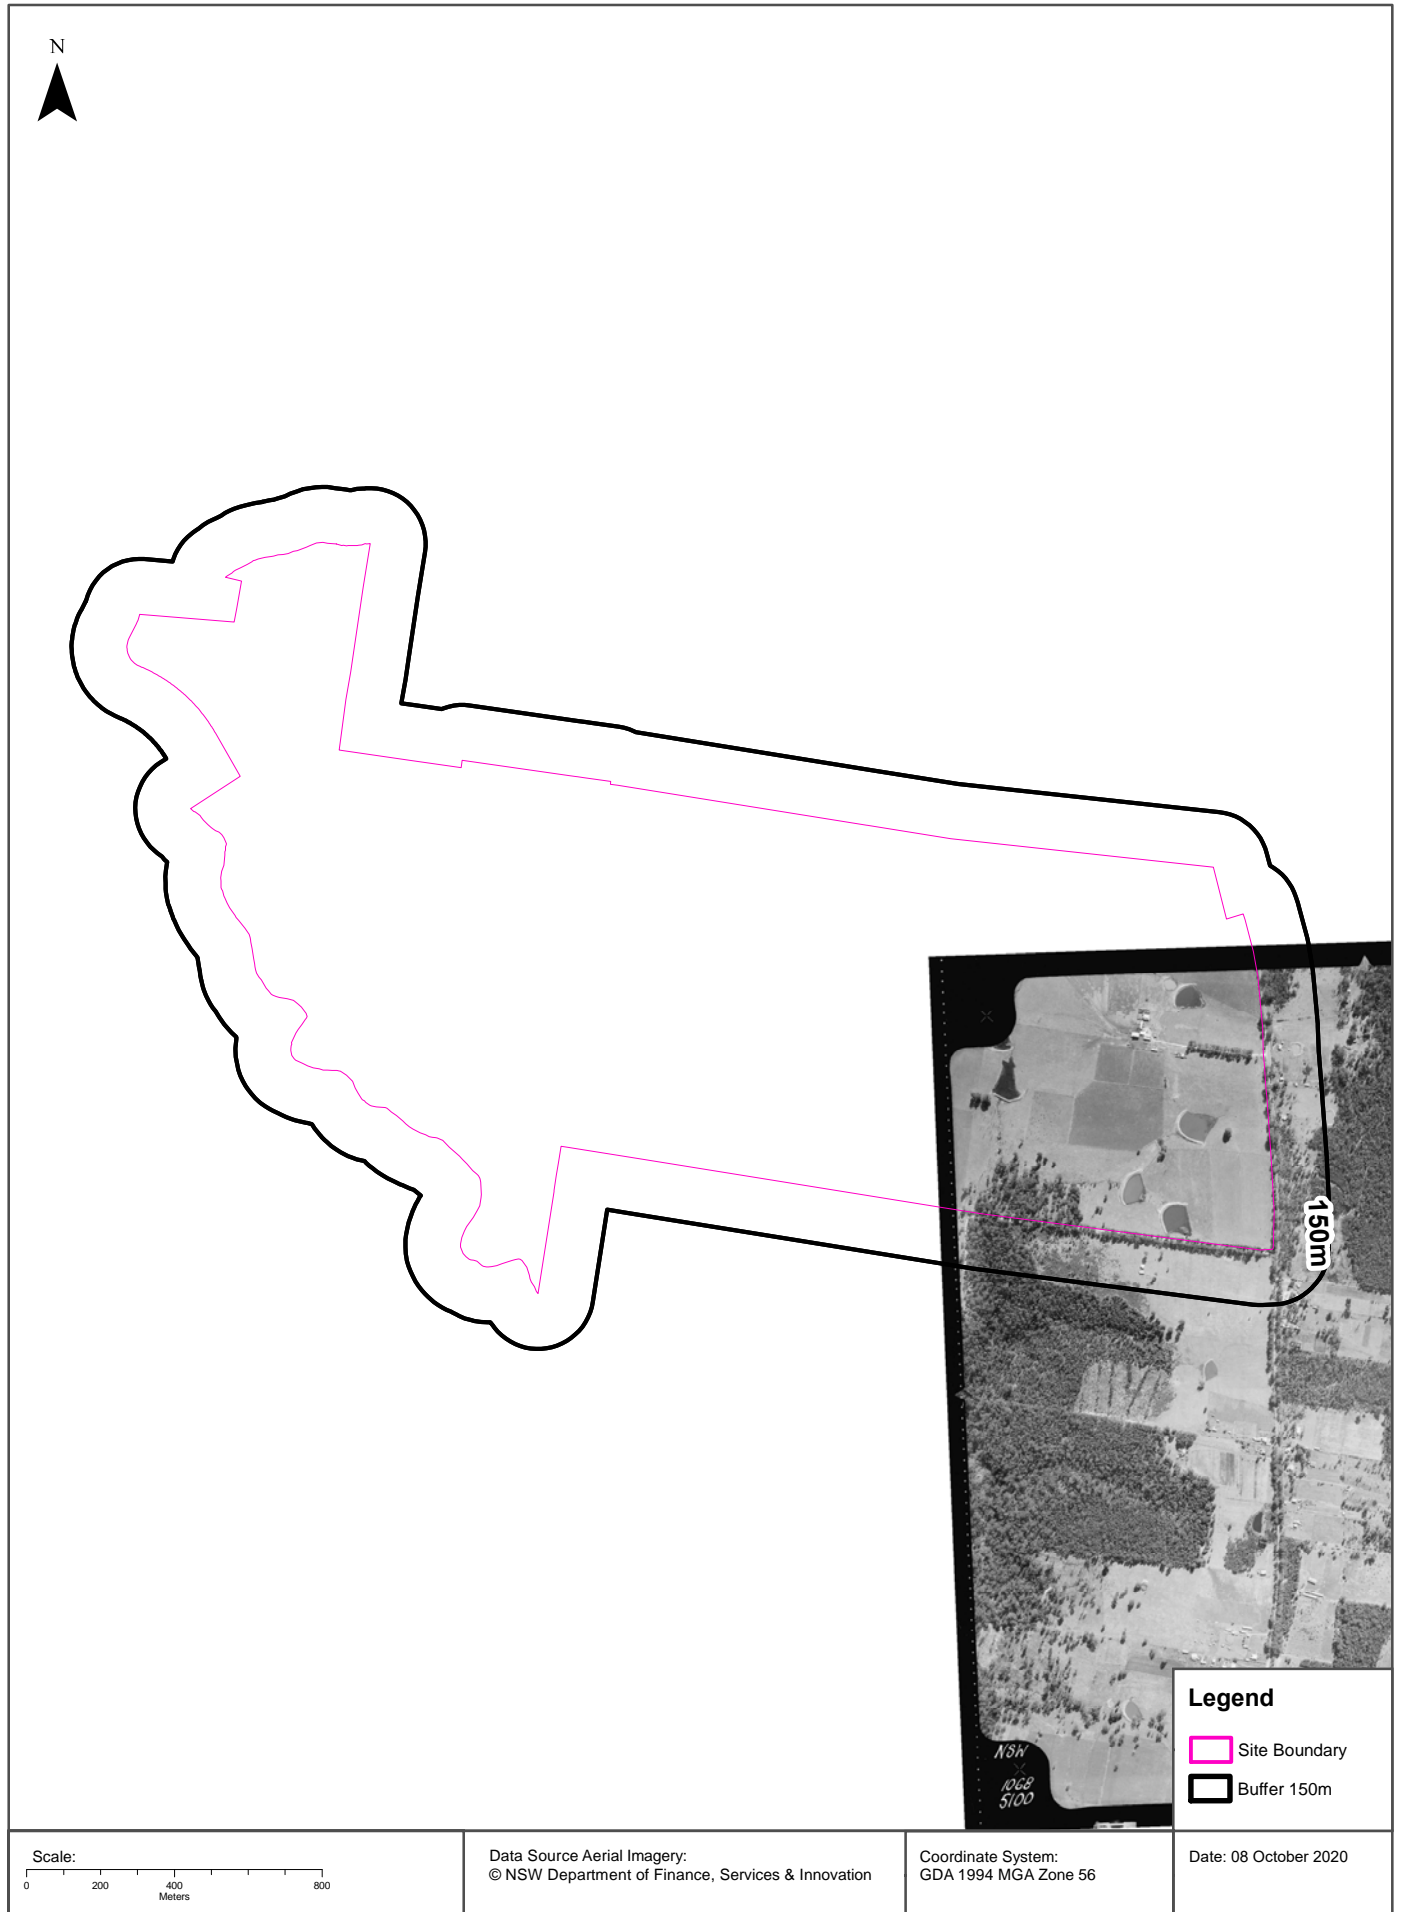 N
150m
NSW
1068
5100
Legend
Site Boundary
Buffer 150m
Scale:
0 200 400 800
Meters
Data Source Aerial Imagery:
© NSW Department of Finance, Services & Innovation
Coordinate System:
GDA 1994 MGA Zone 56
Date: 08 October 2020